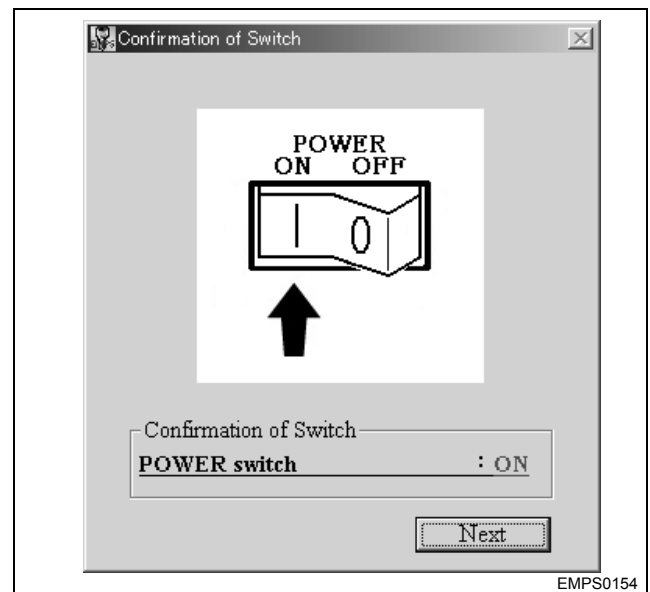 Confirmation of Switch
POWER
ON OFF
I 0
Confirmation of Switch
POWER switch : ON
Next
EMPS0154